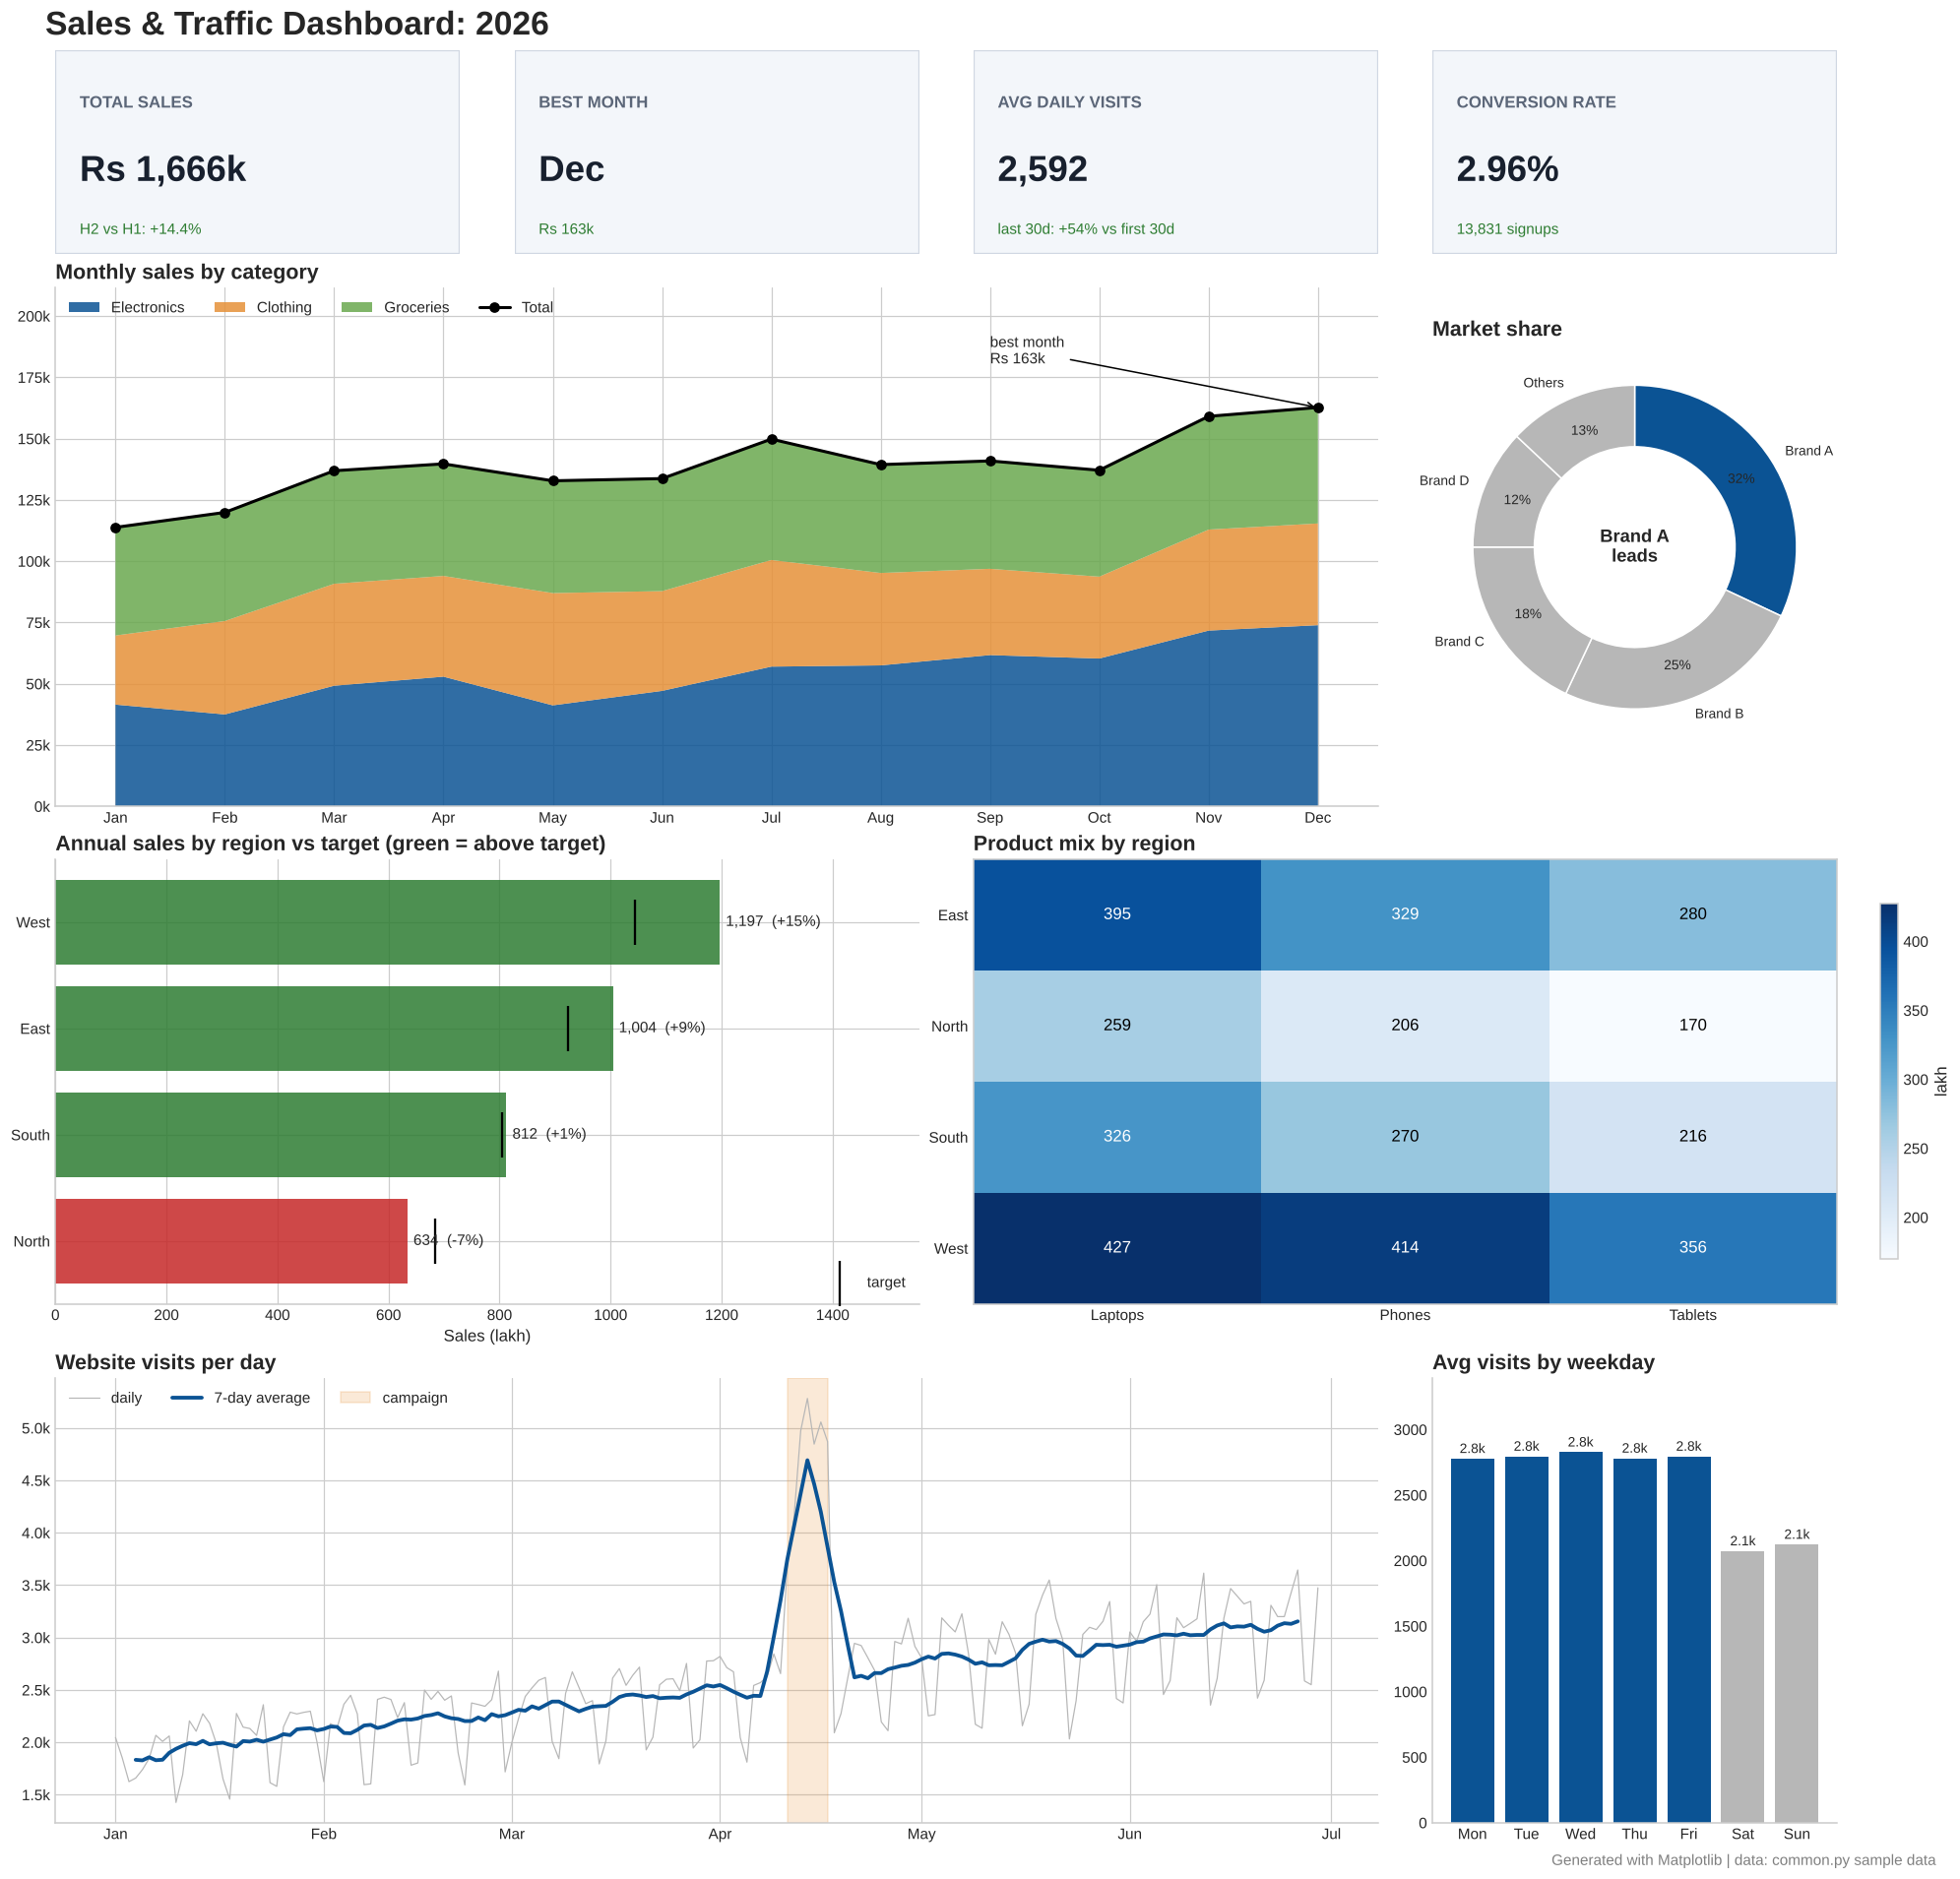 Sales & Traffic Dashboard: 2026
TOTAL SALES
Rs 1,666k
H2 vs H1: +14.4%
BEST MONTH
Dec
Rs 163k
AVG DAILY VISITS
2,592
last 30d: +54% vs first 30d
CONVERSION RATE
2.96%
13,831 signups
Monthly sales by category
Electronics Clothing Groceries Total
200k
175k
150k
125k
100k
75k
50k
25k
0k
best month
Rs 163k
Jan Feb Mar Apr May Jun Jul Aug Sep Oct Nov Dec
Market share
Others
13%
Brand A
32%
Brand D
12%
Brand A
leads
18%
Brand C
25%
Brand B
Annual sales by region vs target (green = above target)
West 1,197 (+15%)
East 1,004 (+9%)
South 812 (+1%)
North 634 (-7%)
target
0 200 400 600 800 1000 1200 1400
Sales (lakh)
Product mix by region
East 395 329 280
North 259 206 170
South 326 270 216
West 427 414 356
Laptops Phones Tablets
400
350
300
250
200
lakh
Website visits per day
daily 7-day average campaign
5.0k
4.5k
4.0k
3.5k
3.0k
2.5k
2.0k
1.5k
Jan Feb Mar Apr May Jun Jul
Avg visits by weekday
3000
2500
2000
1500
1000
500
0
2.8k 2.8k 2.8k 2.8k 2.8k 2.1k 2.1k
Mon Tue Wed Thu Fri Sat Sun
Generated with Matplotlib | data: common.py sample data